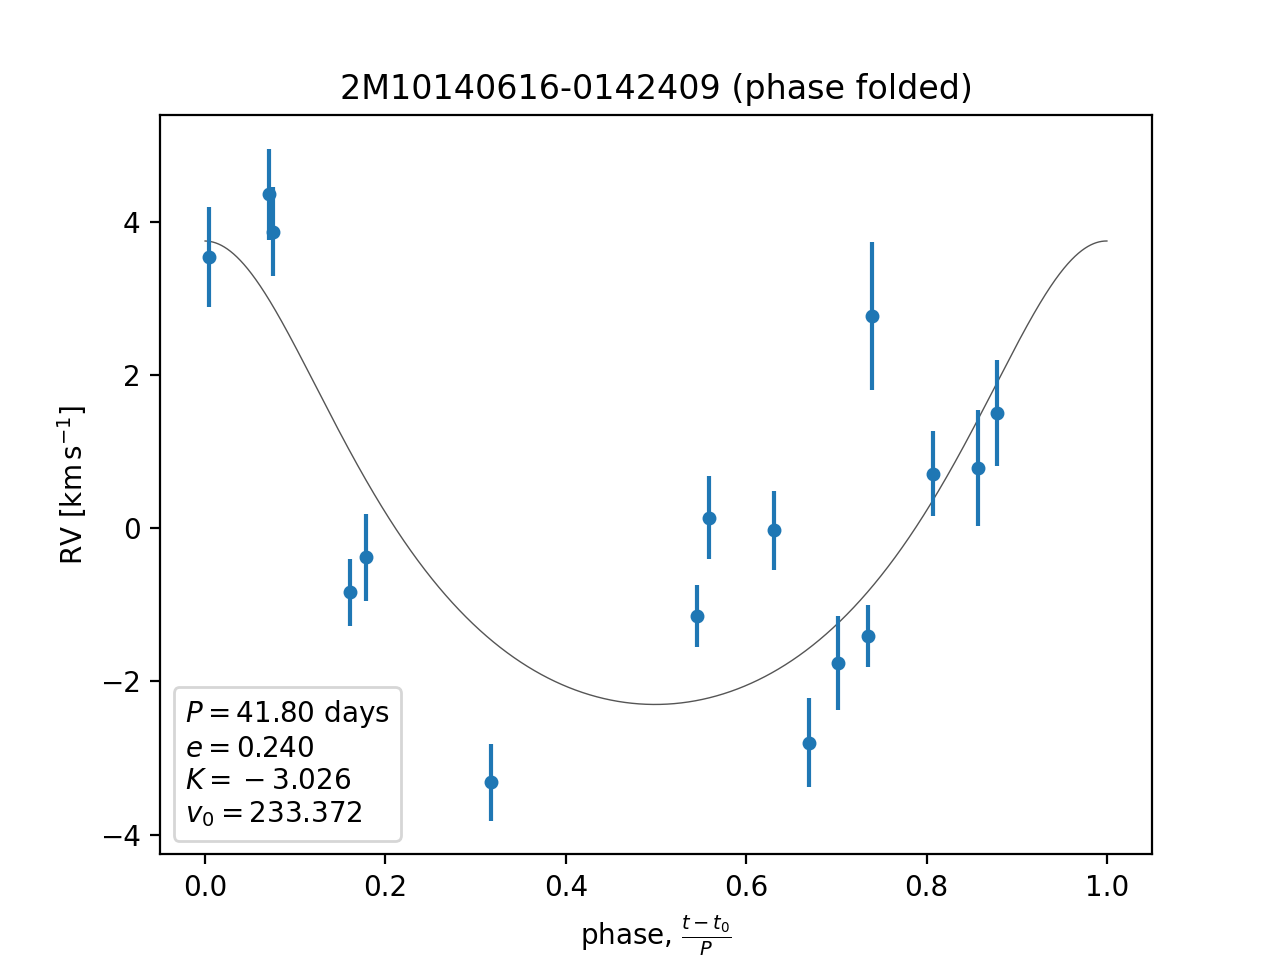 2M10140616-0142409 (phase folded)
RV [km s⁻¹]
4
2
0
−2
−4
P = 41.80 days
e = 0.240
K = −3.026
v₀ = 233.372
0.0 0.2 0.4 0.6 0.8 1.0
phase, (t − t₀)/P